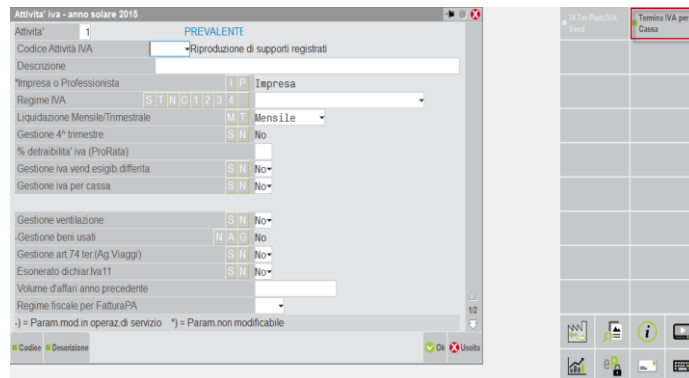 Attivita' iva - anno solare 2015
Attivita' 1 PREVALENTE
Codice Attività IVA Riproduzione di supporti registrati
Descrizione
*Impresa o Professionista I P Impresa
Regime IVA S T N C 1 2 3 4
Liquidazione Mensile/Trimestrale M T Mensile
Gestione 4^ trimestre S N No
% detraibilita' iva (ProRata)
Gestione iva vend.esigib.differita S N No
Gestione iva per cassa S N No
Gestione ventilazione S N No
-Gestione beni usati N A G No
Gestione art.74 ter.(Ag.Viaggi) S N No
Esonerato dichiar.Iva11 S N No
Volume d'affari anno precedente
Regime fiscale per FatturaPA
1/2
-) = Param.mod.in operaz.di servizio *) = Param.non modificabile
Codice Descrizione Ok Uscita
74 Ter-Post.IVA
Vend
Termina IVA per
Cassa